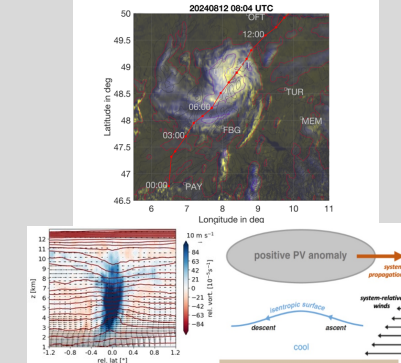 20240812 08:04 UTC
Latitude in deg
50
49.5
49
48.5
48
47.5
47
46.5
OFT
12:00
TUR
06:00
MEM
FBG
03:00
00:00
PAY
6
7
8
9
10
11
Longitude in deg
z [km]
12
11
10
9
8
7
6
5
4
3
2
1
-1.2
-0.8
-0.4
0.0
0.4
0.8
1.2
rel. lat [°]
10 m s⁻¹
84
63
42
21
0
−21
−42
−63
−84
rel. vort. [10⁻⁵s⁻¹]
positive PV anomaly
system
propagation
system-relative
winds
isentropic surface
descent
ascent
cool